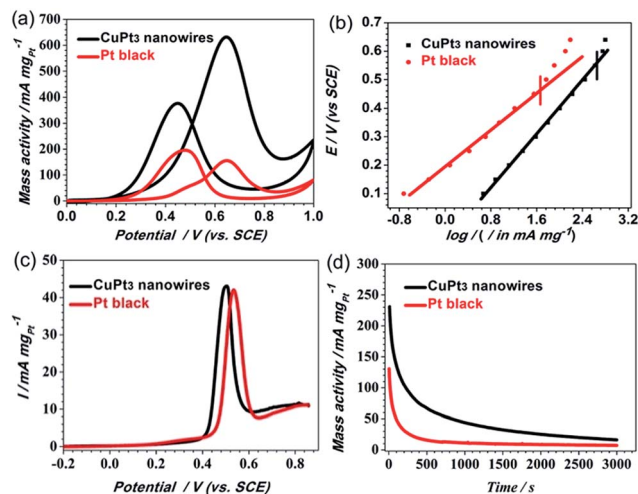 (a)
CuPt3 nanowires
Pt black
Mass activity / mA mgPt-1
700
600
500
400
300
200
100
0
0.0 0.2 0.4 0.6 0.8 1.0
Potential / V (vs. SCE)
(b)
CuPt3 nanowires
Pt black
E / V (vs SCE)
0.7
0.6
0.5
0.4
0.3
0.2
0.1
-0.8 0.0 0.8 1.6 2.4 3.2
log I (I in mA mg-1)
(c)
CuPt3 nanowires
Pt black
I / mA mgPt-1
50
40
30
20
10
0
-0.2 0.0 0.2 0.4 0.6 0.8
Potential / V (vs. SCE)
(d)
CuPt3 nanowires
Pt black
Mass activity / mA mgPt-1
300
250
200
150
100
50
0
0 500 1000 1500 2000 2500 3000
Time / s